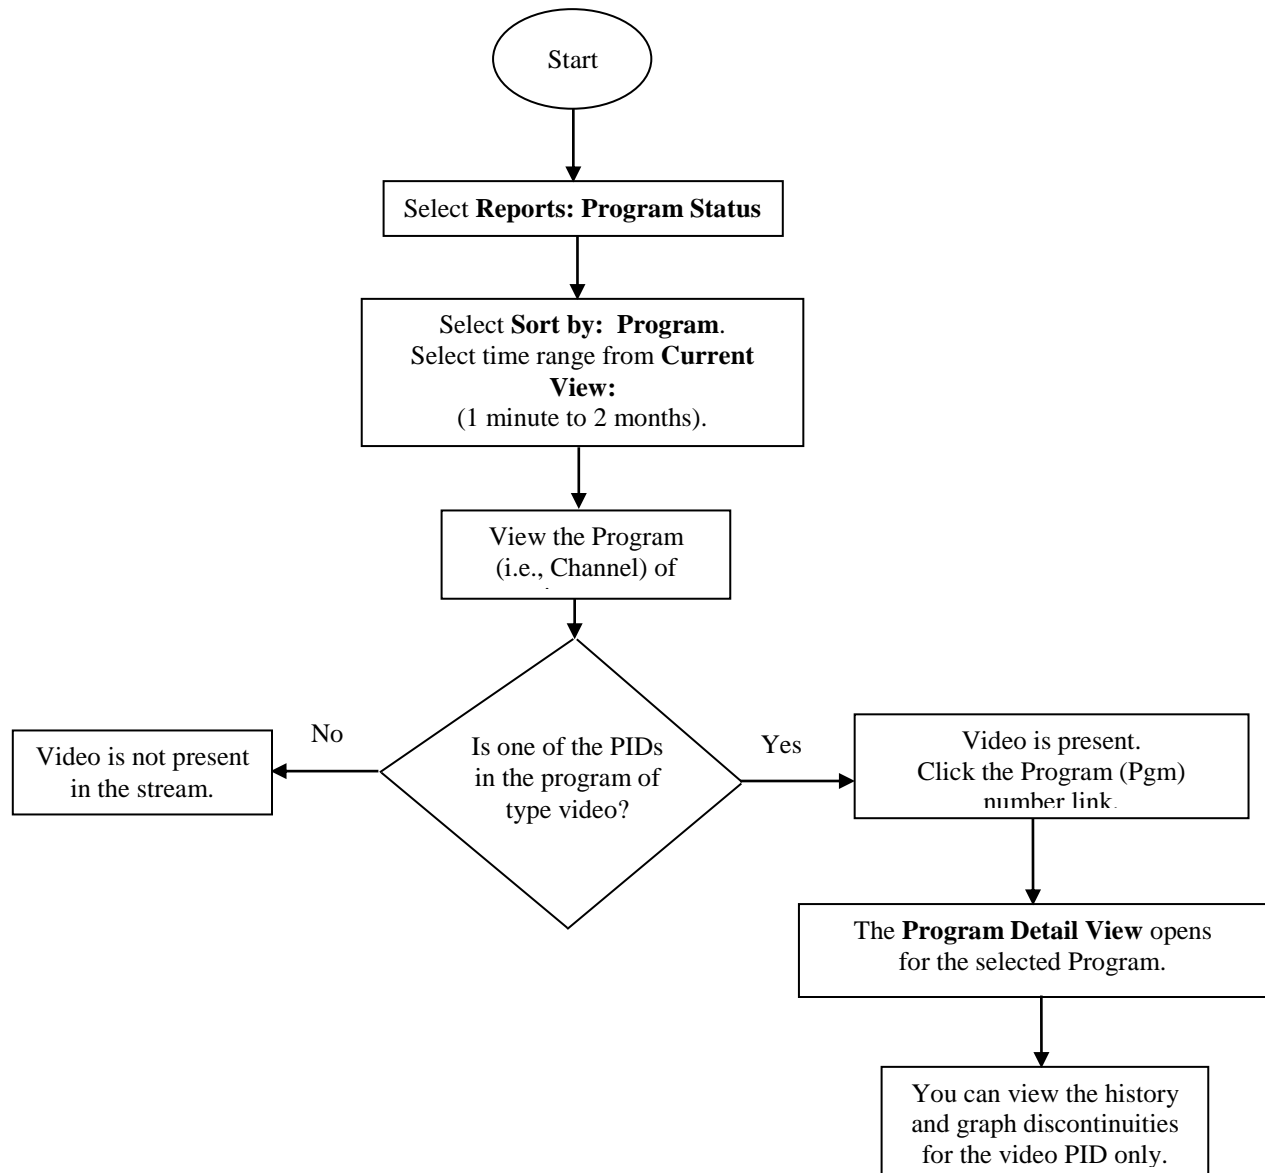 Start
Select Reports: Program Status
Select Sort by: Program.
Select time range from Current
View:
(1 minute to 2 months).
View the Program
(i.e., Channel) of
No
Is one of the PIDs
in the program of
type video?
Yes
Video is not present
in the stream.
Video is present.
Click the Program (Pgm)
number link.
The Program Detail View opens
for the selected Program.
You can view the history
and graph discontinuities
for the video PID only.